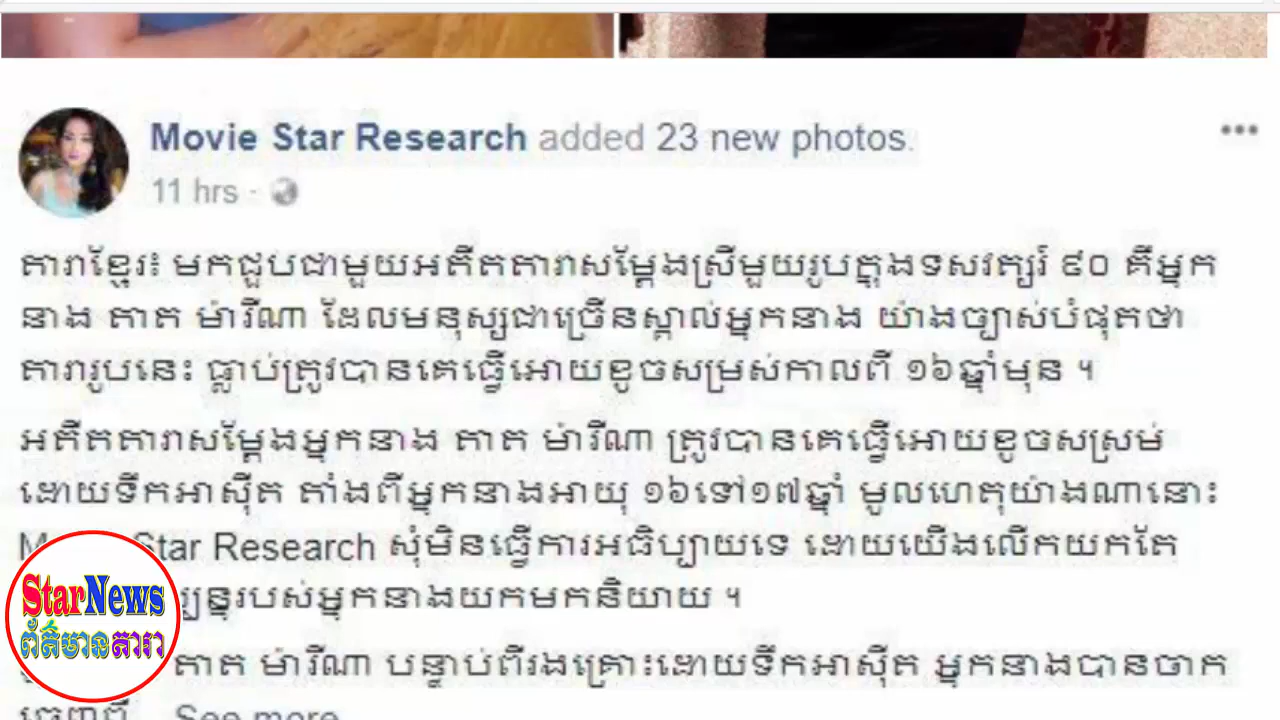 Movie Star Research added 23 new photos.
11 hrs ·
តារាខ្មែរ៖ មកជួបជាមួយអតីតតារាសម្ដែងស្រីមួយរូបក្នុងទសវត្សរ៍ ៩០ គឺអ្នក
នាង តាត ម៉ារីណា ដែលមនុស្សជាច្រើនស្គាល់អ្នកនាង យ៉ាងច្បាស់បំផុតថា
តារារូបនេះ ធ្លាប់ត្រូវបានគេធ្វើអោយខូចសម្រស់កាលពី ១៦ឆ្នាំមុន ។
អតីតតារាសម្ដែងអ្នកនាង តាត ម៉ារីណា ត្រូវបានគេធ្វើអោយខូចសស្រម់
ដោយទឹកអាស៊ីត តាំងពីអ្នកនាងអាយុ ១៦ទៅ១៧ឆ្នាំ មូលហេតុយ៉ាងណានោះ
Star Research សុំមិនធ្វើការអធិប្បាយទេ ដោយយើងលើកយកតែ
របស់អ្នកនាងយកមកនិយាយ ។
តាត ម៉ារីណា បន្ទាប់ពីរងគ្រោះដោយទឹកអាស៊ីត អ្នកនាងបានចាក
ចេញពី... See more
StarNews
ព័ត៌មានតារា